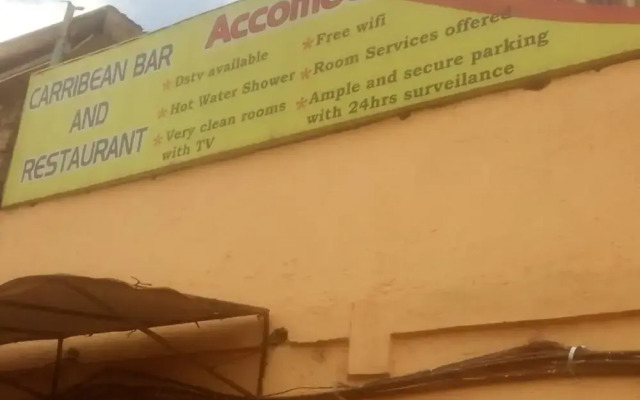 CARRIBEAN BAR
AND
RESTAURANT
*Dstv available
*Hot Water Shower
*Very clean rooms
with TV
*Free wifi
*Room Services offered
*Ample and secure parking
with 24hrs surveilance